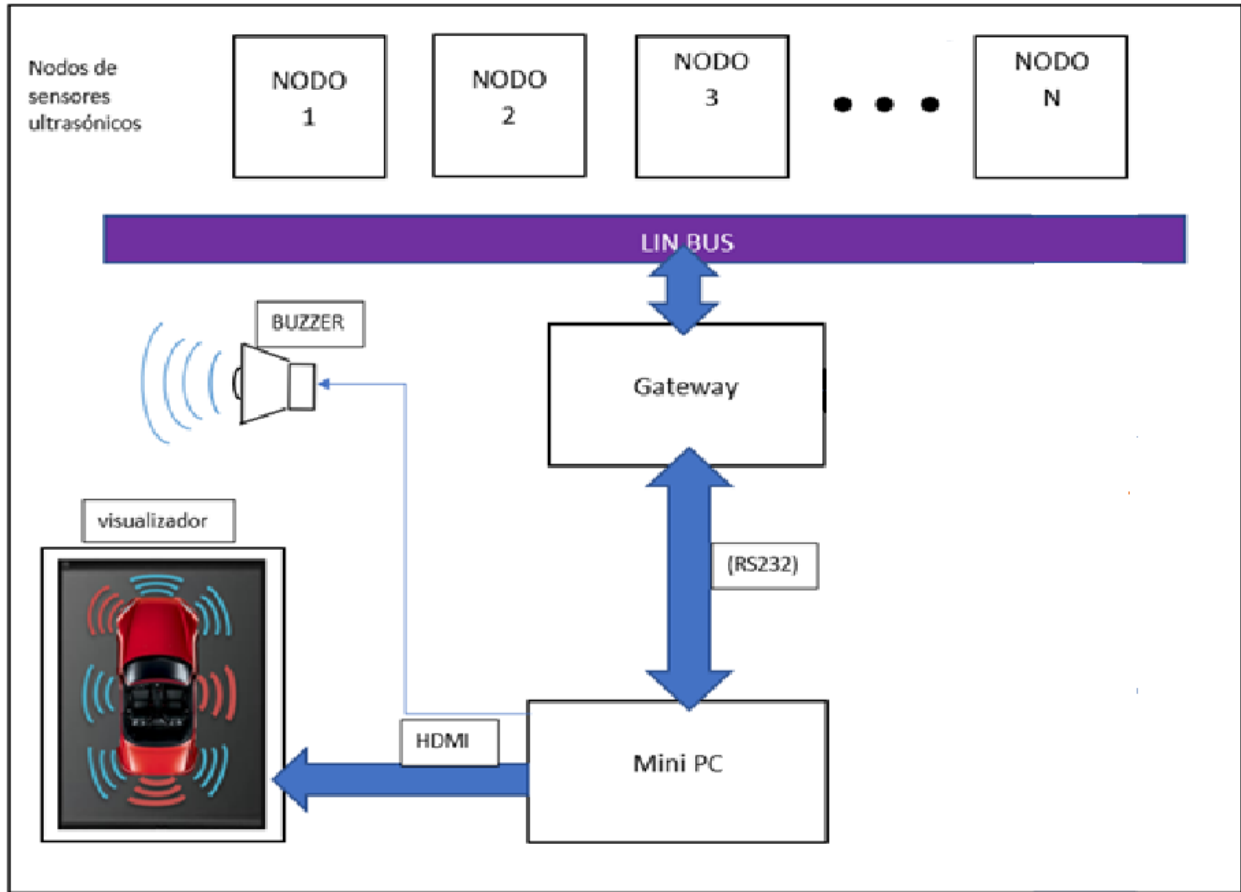 Nodos de
sensores
ultrasónicos
NODO
1
NODO
2
NODO
3
NODO
N
LIN BUS
BUZZER
Gateway
visualizador
(RS232)
HDMI
Mini PC